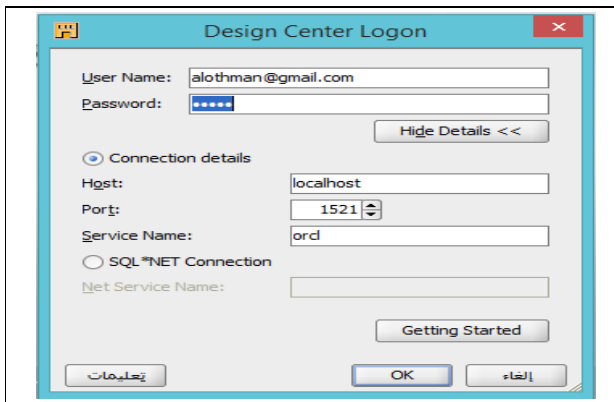 Design Center Logon
User Name: alothman@gmail.com
Password: •••••
Hide Details <<
Connection details
Host: localhost
Port: 1521
Service Name: orcl
SQL*NET Connection
Net Service Name:
Getting Started
تعليمات OK إلغاء